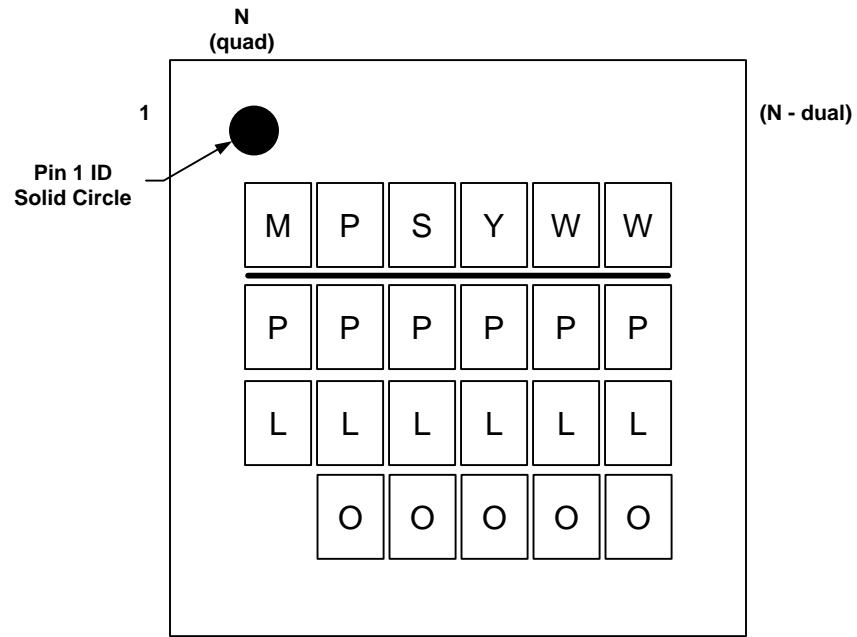 N
(quad)
1
(N - dual)
Pin 1 ID
Solid Circle
M P S Y W W
P P P P P P
L L L L L L
O O O O O